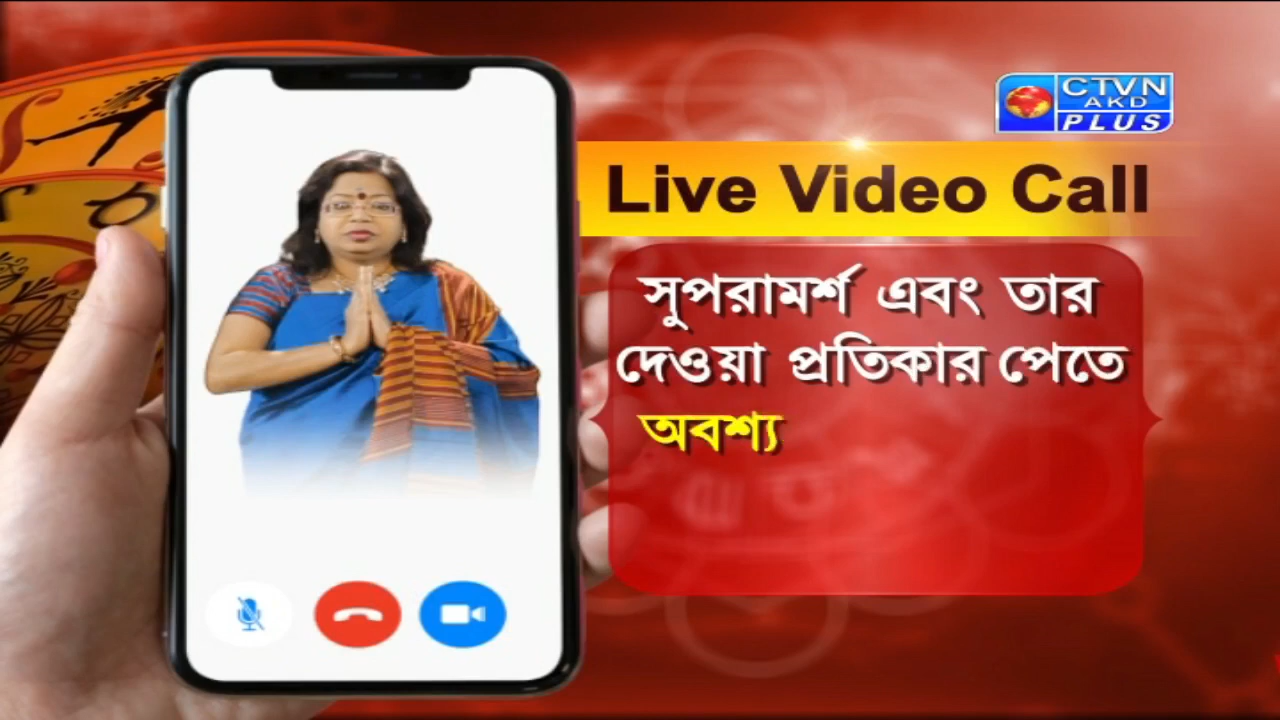 CTVN
AKD
PLUS
Live Video Call
সুপরামর্শ এবং তার
দেওয়া প্রতিকার পেতে
অবশ্য